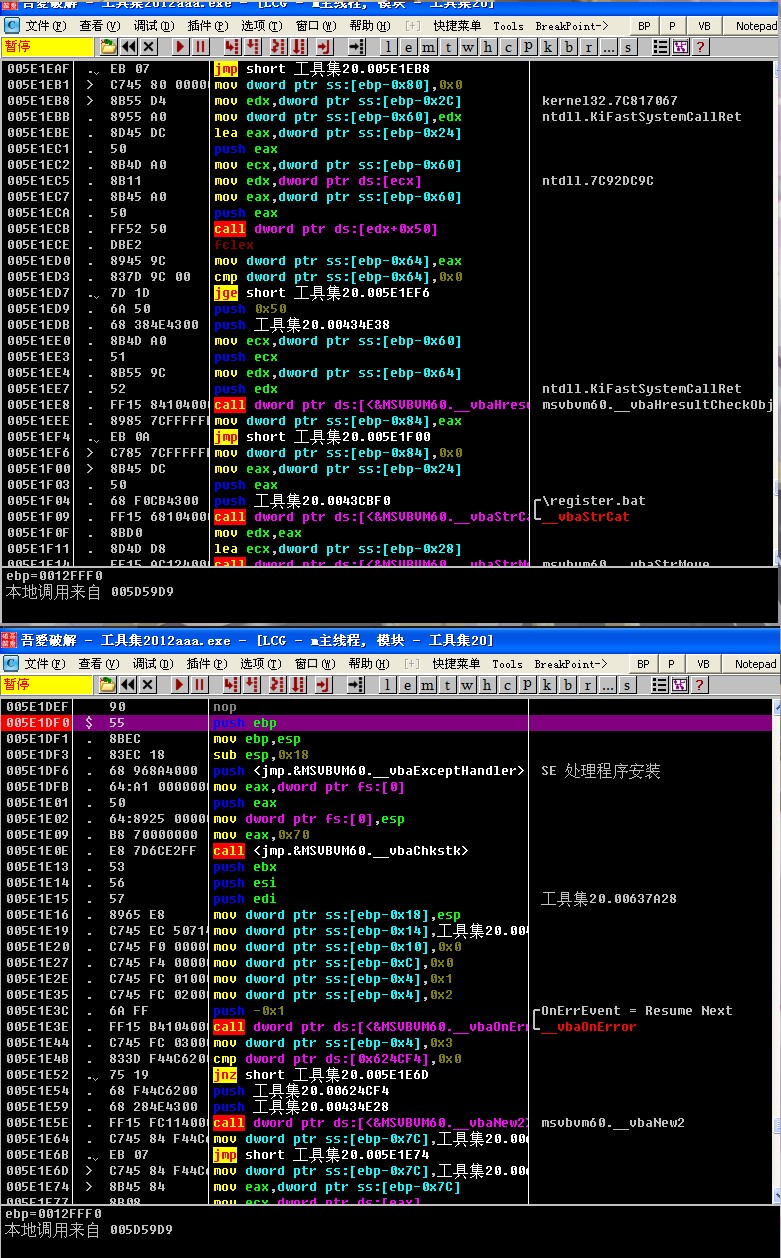 吾爱破解 - 工具集2012aaa.exe - [LCG - m主线程, 模块 - 工具集20]
C 文件(F) 查看(V) 调试(D) 插件(P) 选项(T) 窗口(W) 帮助(H) [+] 快捷菜单 Tools BreakPoint-> BP P VB Notepad
暂停 l e m t w h c p k b r ... s ?
005E1EAF . EB 07 jmp short 工具集20.005E1EB8
005E1EB1 > C745 80 00000 mov dword ptr ss:[ebp-0x80],0x0
005E1EB8 > 8B55 D4 mov edx,dword ptr ss:[ebp-0x2C] kernel32.7C817067
005E1EBB . 8955 A0 mov dword ptr ss:[ebp-0x60],edx ntdll.KiFastSystemCallRet
005E1EBE . 8D45 DC lea eax,dword ptr ss:[ebp-0x24]
005E1EC1 . 50 push eax
005E1EC2 . 8B4D A0 mov ecx,dword ptr ss:[ebp-0x60]
005E1EC5 . 8B11 mov edx,dword ptr ds:[ecx] ntdll.7C92DC9C
005E1EC7 . 8B45 A0 mov eax,dword ptr ss:[ebp-0x60]
005E1ECA . 50 push eax
005E1ECB . FF52 50 call dword ptr ds:[edx+0x50]
005E1ECE . DBE2 fclex
005E1ED0 . 8945 9C mov dword ptr ss:[ebp-0x64],eax
005E1ED3 . 837D 9C 00 cmp dword ptr ss:[ebp-0x64],0x0
005E1ED7 . 7D 1D jge short 工具集20.005E1EF6
005E1ED9 . 6A 50 push 0x50
005E1EDB . 68 384E4300 push 工具集20.00434E38
005E1EE0 . 8B4D A0 mov ecx,dword ptr ss:[ebp-0x60]
005E1EE3 . 51 push ecx
005E1EE4 . 8B55 9C mov edx,dword ptr ss:[ebp-0x64]
005E1EE7 . 52 push edx ntdll.KiFastSystemCallRet
005E1EE8 . FF15 84104000 call dword ptr ds:[<&MSVBVM60.__vbaHresu msvbvm60.__vbaHresultCheckObj
005E1EEE . 8985 7CFFFFFF mov dword ptr ss:[ebp-0x84],eax
005E1EF4 . EB 0A jmp short 工具集20.005E1F00
005E1EF6 > C785 7CFFFFFF mov dword ptr ss:[ebp-0x84],0x0
005E1F00 > 8B45 DC mov eax,dword ptr ss:[ebp-0x24]
005E1F03 . 50 push eax
005E1F04 . 68 F0CB4300 push 工具集20.0043CBF0 \register.bat
005E1F09 . FF15 68104000 call dword ptr ds:[<&MSVBVM60.__vbaStrCa __vbaStrCat
005E1F0F . 8BD0 mov edx,eax
005E1F11 . 8D4D D8 lea ecx,dword ptr ss:[ebp-0x28]
005E1F14 . FF15 AC124000 call dword ptr ds:[<&MSVBVM60.__vbaStrMo msvbvm60.__vbaStrMove
ebp=0012FFF0
本地调用来自 005D59D9
吾爱破解 - 工具集2012aaa.exe - [LCG - m主线程, 模块 - 工具集20]
C 文件(F) 查看(V) 调试(D) 插件(P) 选项(T) 窗口(W) 帮助(H) [+] 快捷菜单 Tools BreakPoint-> BP P VB Notepad
暂停 l e m t w h c p k b r ... s ?
005E1DEF 90 nop
005E1DF0 $ 55 push ebp
005E1DF1 . 8BEC mov ebp,esp
005E1DF3 . 83EC 18 sub esp,0x18
005E1DF6 . 68 968A4000 push <jmp.&MSVBVM60.__vbaExceptHandler> SE 处理程序安装
005E1DFB . 64:A1 0000000 mov eax,dword ptr fs:[0]
005E1E01 . 50 push eax
005E1E02 . 64:8925 00000 mov dword ptr fs:[0],esp
005E1E09 . B8 70000000 mov eax,0x70
005E1E0E . E8 7D6CE2FF call <jmp.&MSVBVM60.__vbaChkstk>
005E1E13 . 53 push ebx
005E1E14 . 56 push esi
005E1E15 . 57 push edi 工具集20.00637A28
005E1E16 . 8965 E8 mov dword ptr ss:[ebp-0x18],esp
005E1E19 . C745 EC 50714 mov dword ptr ss:[ebp-0x14],工具集20.004
005E1E20 . C745 F0 00000 mov dword ptr ss:[ebp-0x10],0x0
005E1E27 . C745 F4 00000 mov dword ptr ss:[ebp-0xC],0x0
005E1E2E . C745 FC 01000 mov dword ptr ss:[ebp-0x4],0x1
005E1E35 . C745 FC 02000 mov dword ptr ss:[ebp-0x4],0x2
005E1E3C . 6A FF push -0x1 OnErrEvent = Resume Next
005E1E3E . FF15 B4104000 call dword ptr ds:[<&MSVBVM60.__vbaOnErr __vbaOnError
005E1E44 . C745 FC 03000 mov dword ptr ss:[ebp-0x4],0x3
005E1E4B . 833D F44C6200 cmp dword ptr ds:[0x624CF4],0x0
005E1E52 . 75 19 jnz short 工具集20.005E1E6D
005E1E54 . 68 F44C6200 push 工具集20.00624CF4
005E1E59 . 68 284E4300 push 工具集20.00434E28
005E1E5E . FF15 FC114000 call dword ptr ds:[<&MSVBVM60.__vbaNew2> msvbvm60.__vbaNew2
005E1E64 . C745 84 F44C6 mov dword ptr ss:[ebp-0x7C],工具集20.006
005E1E6B . EB 07 jmp short 工具集20.005E1E74
005E1E6D > C745 84 F44C6 mov dword ptr ss:[ebp-0x7C],工具集20.006
005E1E74 > 8B45 84 mov eax,dword ptr ss:[ebp-0x7C]
005E1E77 . 8B08 mov ecx,dword ptr ds:[eax]
ebp=0012FFF0
本地调用来自 005D59D9